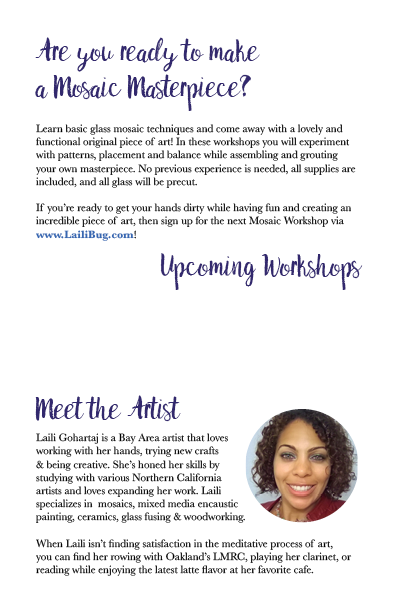 Are you ready to make
a Mosaic Masterpiece?
Learn basic glass mosaic techniques and come away with a lovely and
functional original piece of art! In these workshops you will experiment
with patterns, placement and balance while assembling and grouting
your own masterpiece. No previous experience is needed, all supplies are
included, and all glass will be precut.
If you're ready to get your hands dirty while having fun and creating an
incredible piece of art, then sign up for the next Mosaic Workshop via
www.LailiBug.com!
Upcoming Workshops
Meet the Artist
Laili Gohartaj is a Bay Area artist that loves
working with her hands, trying new crafts
& being creative. She's honed her skills by
studying with various Northern California
artists and loves expanding her work. Laili
specializes in mosaics, mixed media encaustic
painting, ceramics, glass fusing & woodworking.
When Laili isn't finding satisfaction in the meditative process of art,
you can find her rowing with Oakland's LMRC, playing her clarinet, or
reading while enjoying the latest latte flavor at her favorite cafe.